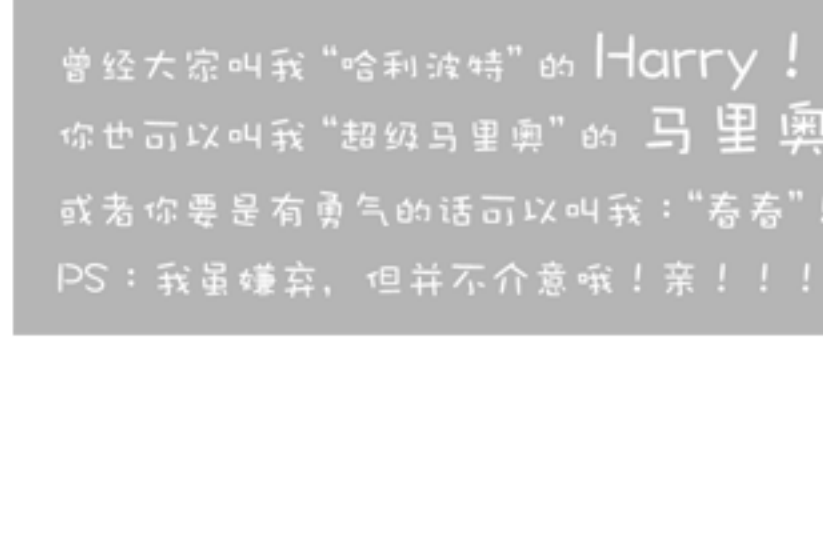 曾经大家叫我“哈利波特”的 Harry!
你也可以叫我“超级马里奥”的 马里奥
或者你要是有勇气的话可以叫我：“春春”!
PS：我虽嫌弃，但并不介意哦！亲！！！